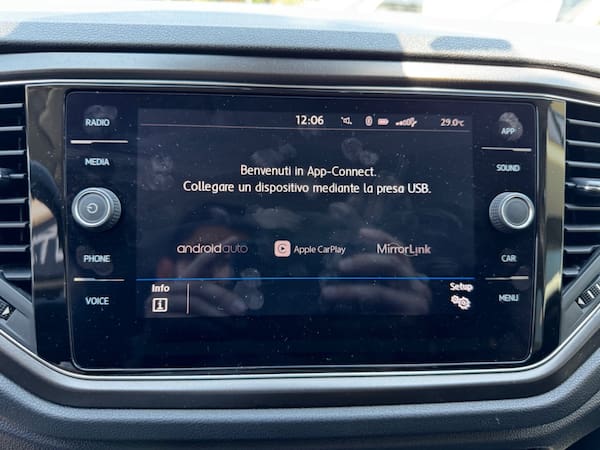 RADIO
MEDIA
PHONE
VOICE
12:06
29.0°C
Benvenuti in App-Connect.
Collegare un dispositivo mediante la presa USB.
androidauto
Apple CarPlay
MirrorLink
Info
Setup
APP
SOUND
CAR
MENU